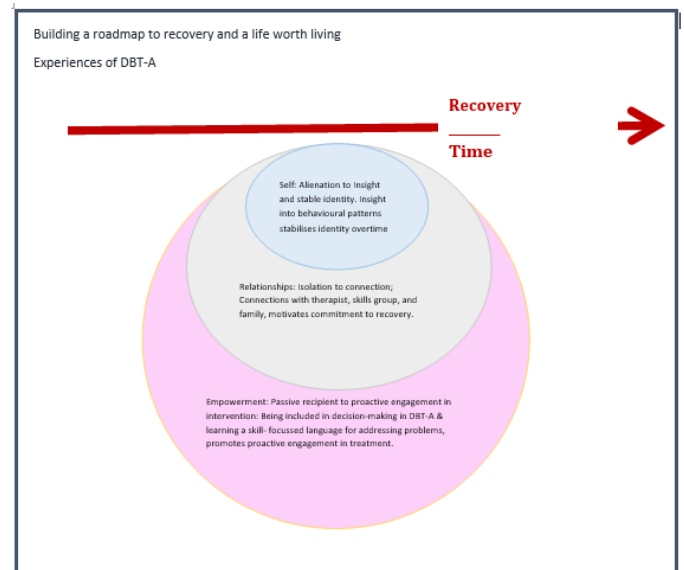 Building a roadmap to recovery and a life worth living
Experiences of DBT-A
Recovery
Time
Self: Alienation to Insight
and stable identity. Insight
into behavioural patterns
stabilises identity overtime
Relationships: Isolation to connection;
Connections with therapist, skills group, and
family, motivates commitment to recovery.
Empowerment: Passive recipient to proactive engagement in
intervention: Being included in decision-making in DBT-A &
learning a skill- focussed language for addressing problems,
promotes proactive engagement in treatment.